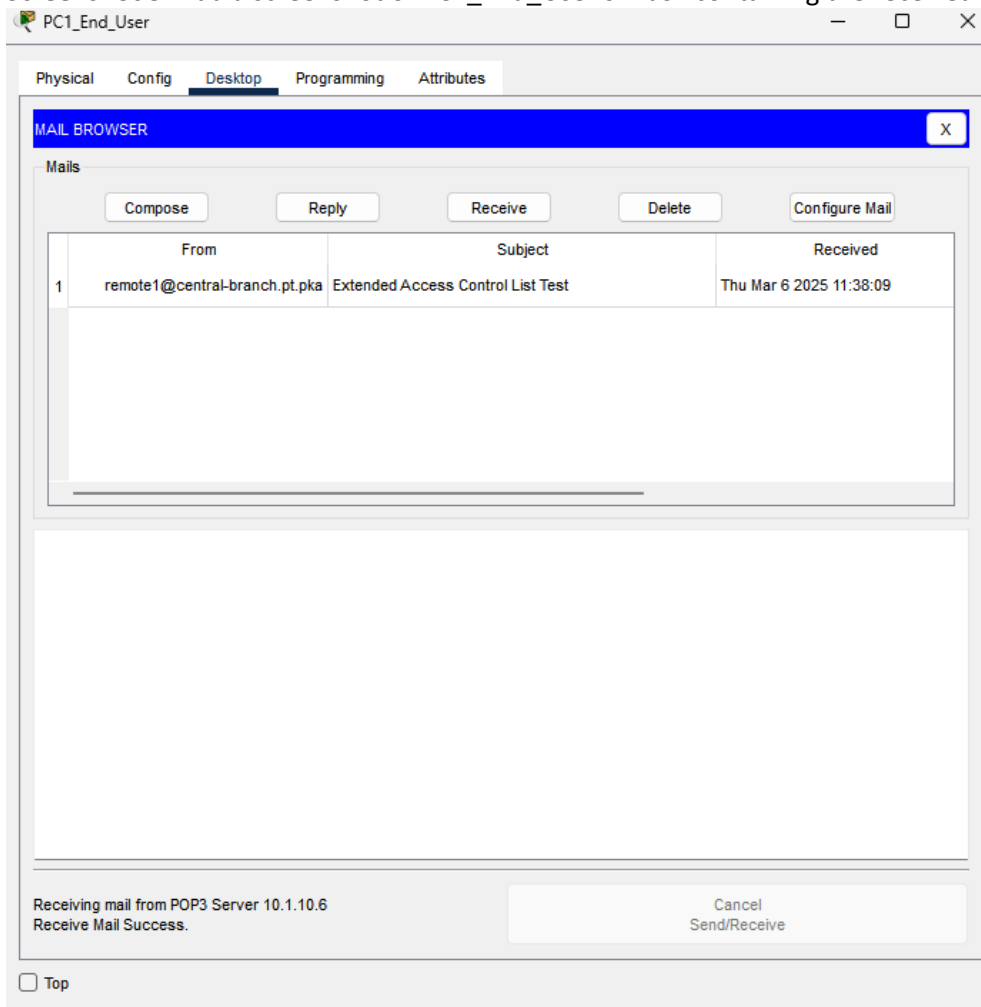 PC1_End_User
Physical Config Desktop Programming Attributes
MAIL BROWSER X
Mails
Compose Reply Receive Delete Configure Mail
From Subject Received
1 remote1@central-branch.pt.pka Extended Access Control List Test Thu Mar 6 2025 11:38:09
Receiving mail from POP3 Server 10.1.10.6
Receive Mail Success.
Cancel
Send/Receive
Top